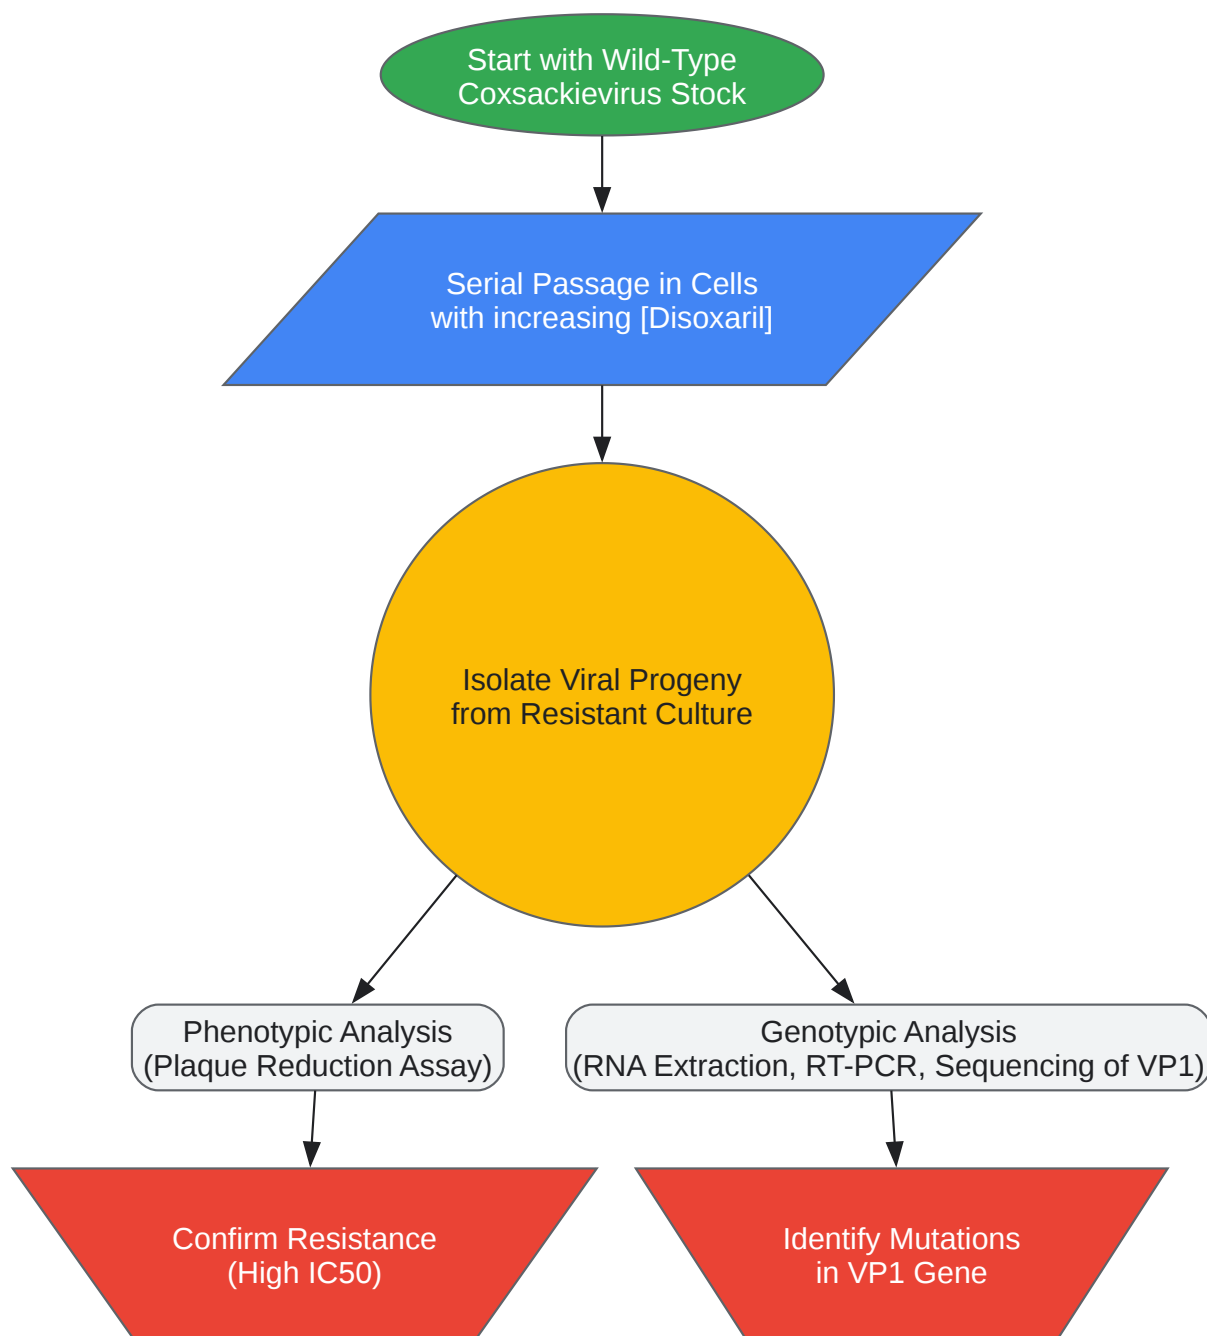 Start with Wild-Type
Coxsackievirus Stock
Serial Passage in Cells
with increasing [Disoxaril]
Isolate Viral Progeny
from Resistant Culture
Phenotypic Analysis
(Plaque Reduction Assay)
Genotypic Analysis
(RNA Extraction, RT-PCR, Sequencing of VP1)
Confirm Resistance
(High IC50)
Identify Mutations
in VP1 Gene